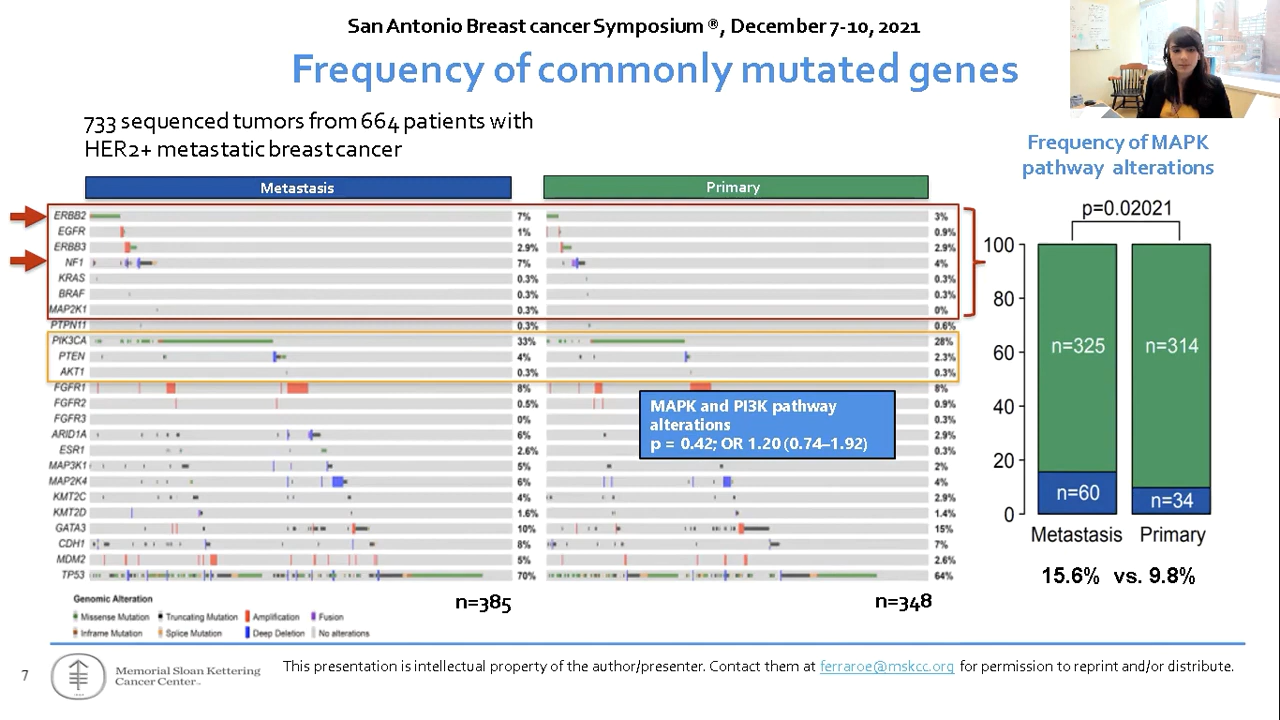 San Antonio Breast cancer Symposium ®, December 7-10, 2021
Frequency of commonly mutated genes
733 sequenced tumors from 664 patients with
HER2+ metastatic breast cancer
Metastasis
Primary
ERBB2 7% 3%
EGFR 1% 0.9%
ERBB3 2.9% 2.9%
NF1 7% 4%
KRAS 0.3% 0.3%
BRAF 0.3% 0.3%
MAP2K1 0.3% 0%
PTPN11 0.3% 0.6%
PIK3CA 33% 28%
PTEN 4% 2.3%
AKT1 0.3% 0.3%
FGFR1 8% 8%
FGFR2 0.5% 0.9%
FGFR3 0% 0.3%
ARID1A 6% 2.9%
ESR1 2.6% 0.3%
MAP3K1 5% 2%
MAP2K4 6% 4%
KMT2C 4% 2.9%
KMT2D 1.6% 1.4%
GATA3 10% 15%
CDH1 8% 7%
MDM2 5% 2.6%
TP53 70% 64%
MAPK and PI3K pathway
alterations
p = 0.42; OR 1.20 (0.74–1.92)
n=385
n=348
Genomic Alteration
Missense Mutation Truncating Mutation Amplification Fusion
Inframe Mutation Splice Mutation Deep Deletion No alterations
Frequency of MAPK
pathway alterations
p=0.02021
100
80
60
40
20
0
n=325 n=314
n=60 n=34
Metastasis Primary
15.6% vs. 9.8%
7
Memorial Sloan Kettering
Cancer Center™
This presentation is intellectual property of the author/presenter. Contact them at ferraroe@mskcc.org for permission to reprint and/or distribute.